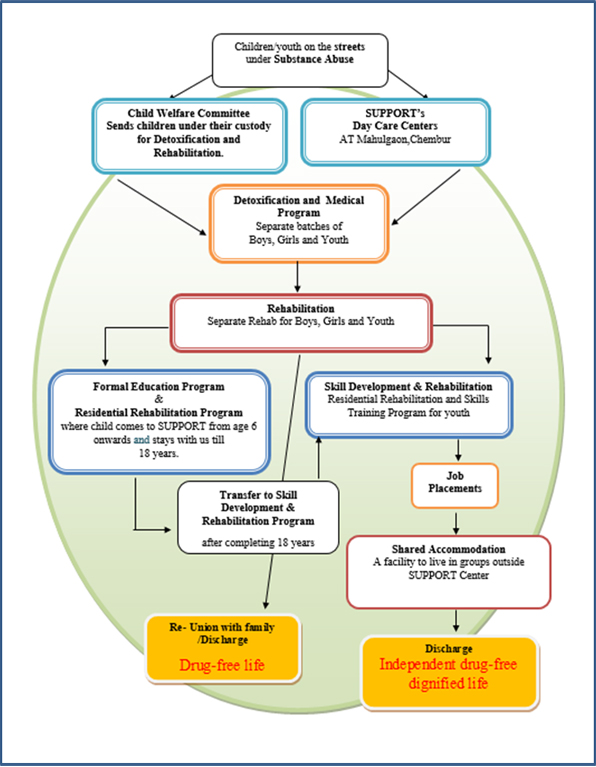 Children/youth on the streets
under Substance Abuse
Child Welfare Committee
Sends children under their custody
for Detoxification and
Rehabilitation.
SUPPORT's
Day Care Centers
AT Mahulgaon,Chembur
Detoxification and Medical
Program
Separate batches of
Boys, Girls and Youth
Rehabilitation
Separate Rehab for Boys, Girls and Youth
Formal Education Program
&
Residential Rehabilitation Program
where child comes to SUPPORT from age 6
onwards and stays with us till
18 years.
Skill Development & Rehabilitation
Residential Rehabilitation and Skills
Training Program for youth
Transfer to Skill
Development &
Rehabilitation Program
after completing 18 years
Job
Placements
Shared Accommodation
A facility to live in groups outside
SUPPORT Center
Re- Union with family
/Discharge
Drug-free life
Discharge
Independent drug-free
dignified life